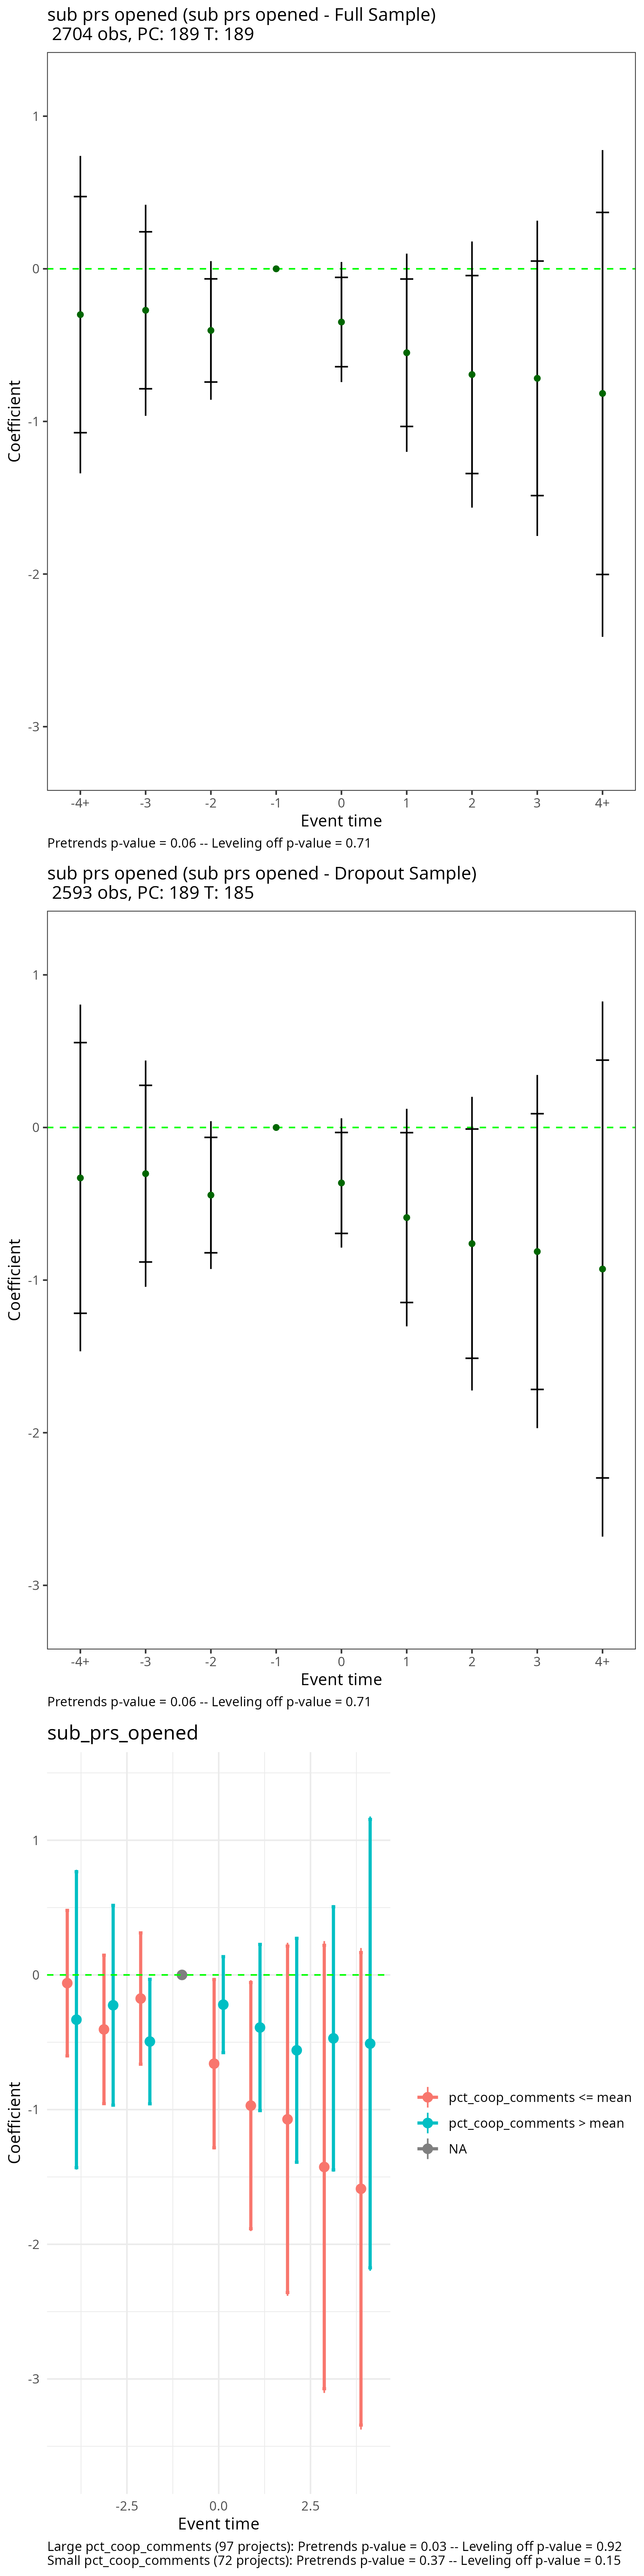 sub prs opened (sub prs opened - Full Sample)
2704 obs, PC: 189 T: 189
1
0
-1
-2
-3
Coefficient
-4+ -3 -2 -1 0 1 2 3 4+
Event time
Pretrends p-value = 0.06 -- Leveling off p-value = 0.71
sub prs opened (sub prs opened - Dropout Sample)
2593 obs, PC: 189 T: 185
1
0
-1
-2
-3
Coefficient
-4+ -3 -2 -1 0 1 2 3 4+
Event time
Pretrends p-value = 0.06 -- Leveling off p-value = 0.71
sub_prs_opened
1
0
-1
-2
-3
Coefficient
pct_coop_comments <= mean
pct_coop_comments > mean
NA
-2.5 0.0 2.5
Event time
Large pct_coop_comments (97 projects): Pretrends p-value = 0.03 -- Leveling off p-value = 0.92
Small pct_coop_comments (72 projects): Pretrends p-value = 0.37 -- Leveling off p-value = 0.15